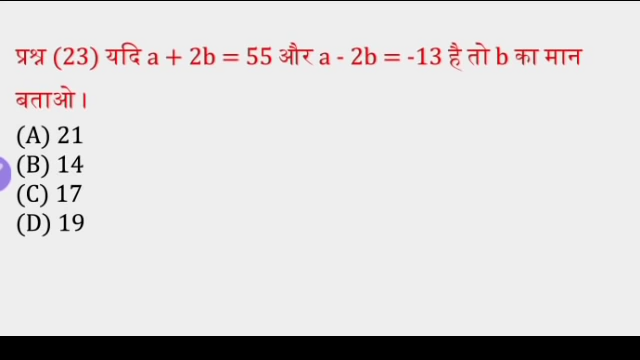 प्रश्न (23) यदि a + 2b = 55 और a - 2b = -13 है तो b का मान
बताओ।
(A) 21
(B) 14
(C) 17
(D) 19